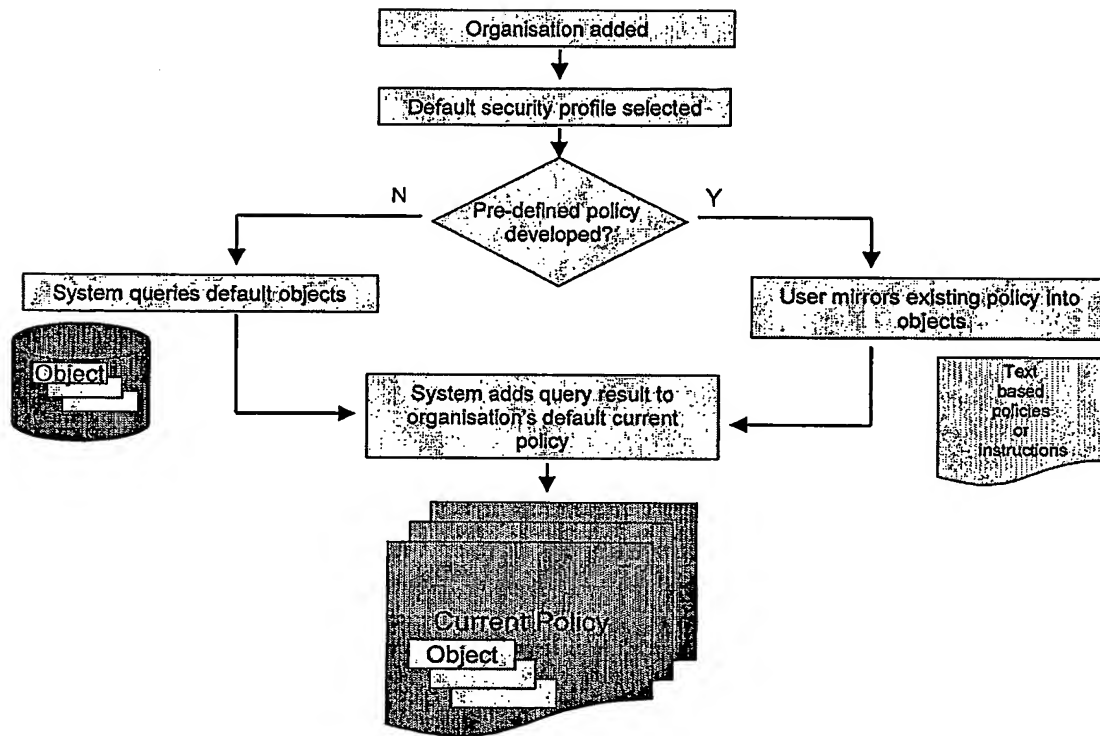 Organisation added
Default security profile selected
N
Y
Pre-defined policy
developed?
System queries default objects
User mirrors existing policy into
objects
Object
Text
based
policies
or
instructions
System adds query result to
organisation's default current
policy
Current Policy
Object